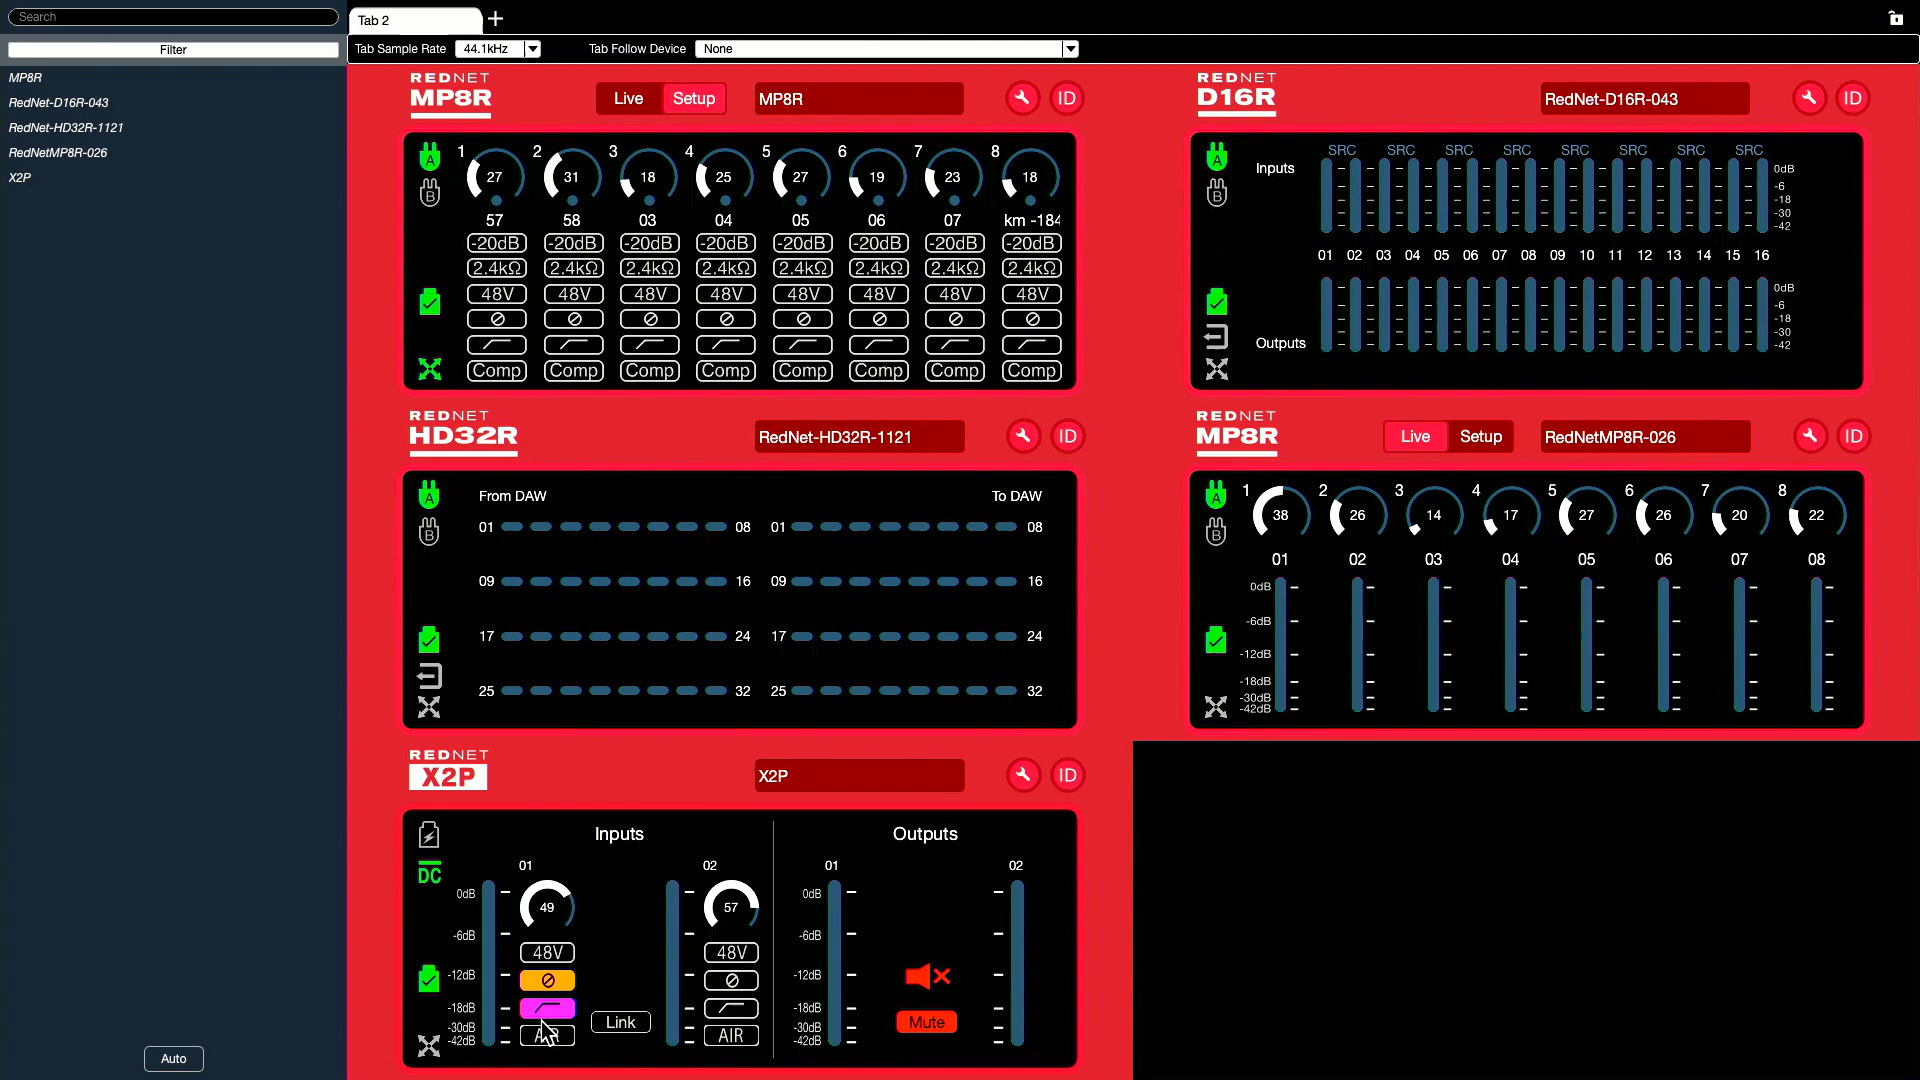 Search
Filter
MP8R
RedNet-D16R-043
RedNet-HD32R-1121
RedNetMP8R-026
X2P
Auto
Tab 2
Tab Sample Rate 44.1kHz Tab Follow Device None
REDNET
MP8R
Live Setup MP8R ID
A
B
1 2 3 4 5 6 7 8
27 31 18 25 27 19 23 18
57 58 03 04 05 06 07 km -184
-20dB -20dB -20dB -20dB -20dB -20dB -20dB -20dB
2.4kΩ 2.4kΩ 2.4kΩ 2.4kΩ 2.4kΩ 2.4kΩ 2.4kΩ 2.4kΩ
48V 48V 48V 48V 48V 48V 48V 48V
Comp Comp Comp Comp Comp Comp Comp Comp
REDNET
D16R
RedNet-D16R-043 ID
A
B
SRC SRC SRC SRC SRC SRC SRC SRC
Inputs
0dB
-6
-18
-30
-42
01 02 03 04 05 06 07 08 09 10 11 12 13 14 15 16
Outputs
0dB
-6
-18
-30
-42
REDNET
HD32R
RedNet-HD32R-1121 ID
A
B
From DAW To DAW
01 08 01 08
09 16 09 16
17 24 17 24
25 32 25 32
REDNET
MP8R
Live Setup RedNetMP8R-026 ID
A
B
1 2 3 4 5 6 7 8
38 26 14 17 27 26 20 22
01 02 03 04 05 06 07 08
0dB
-6dB
-12dB
-18dB
-30dB
-42dB
REDNET
X2P
X2P ID
DC
Inputs
01 02
0dB
-6dB
-12dB
-18dB
-30dB
-42dB
49 57
48V 48V
Link
AIR
Outputs
01 02
0dB
-6dB
-12dB
-18dB
-30dB
-42dB
Mute